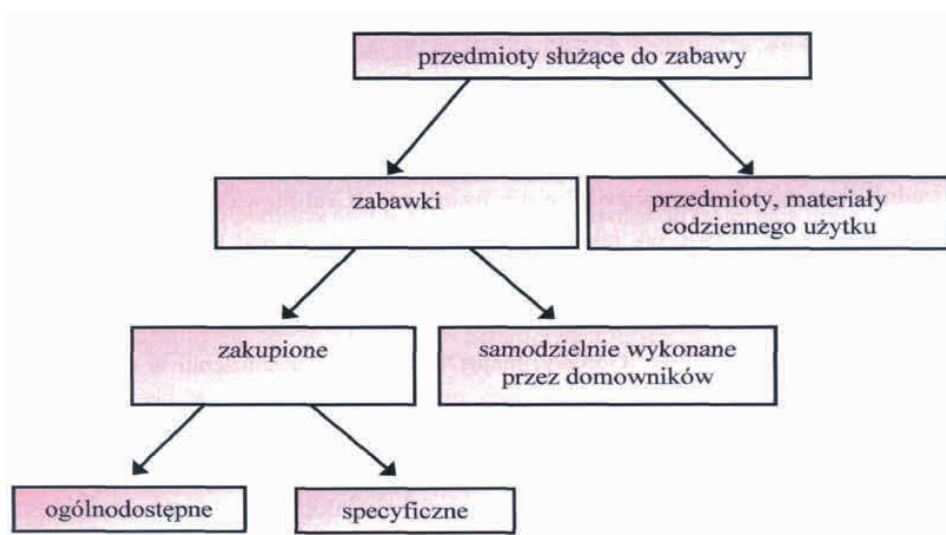 przedmioty służące do zabawy
zabawki
przedmioty, materiały
codziennego użytku
zakupione
samodzielnie wykonane
przez domowników
ogólnodostępne
specyficzne